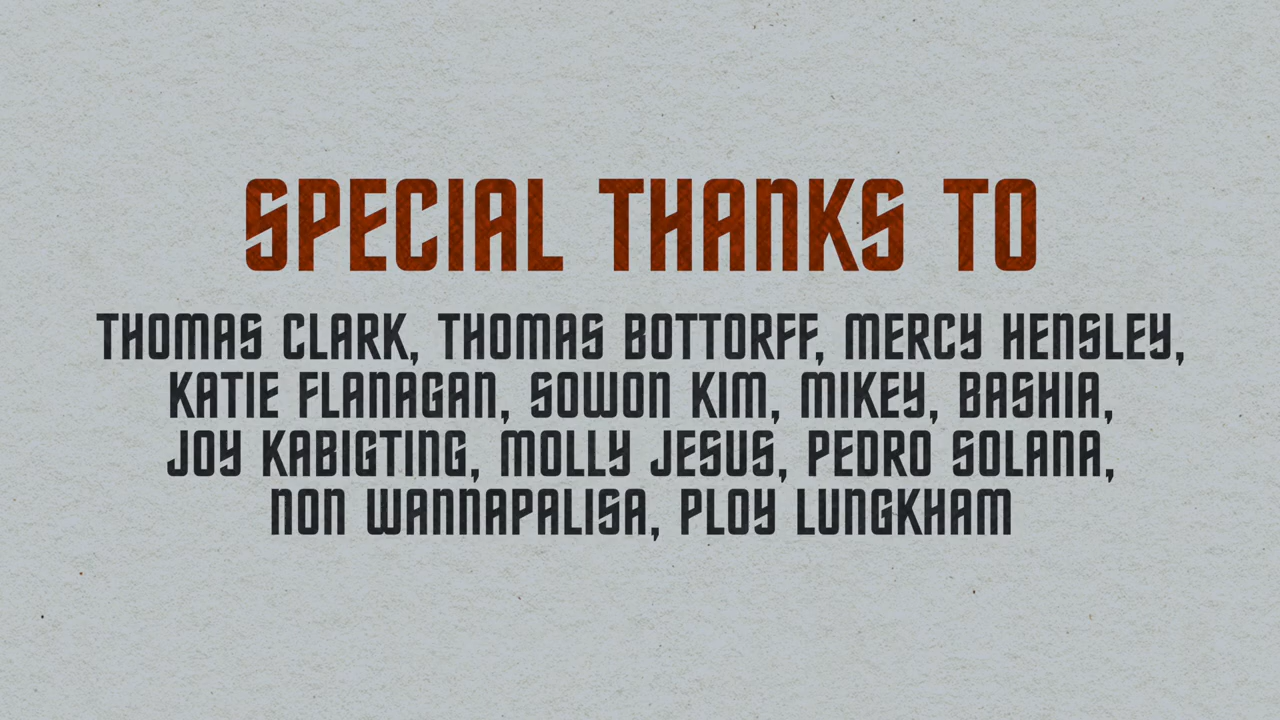 SPECIAL THANKS TO
THOMAS CLARK, THOMAS BOTTORFF, MERCY HENSLEY,
KATIE FLANAGAN, SOWON KIM, MIKEY, BASHIA,
JOY KABIGTING, MOLLY JESUS, PEDRO SOLANA,
NON WANNAPALISA, PLOY LUNGKHAM